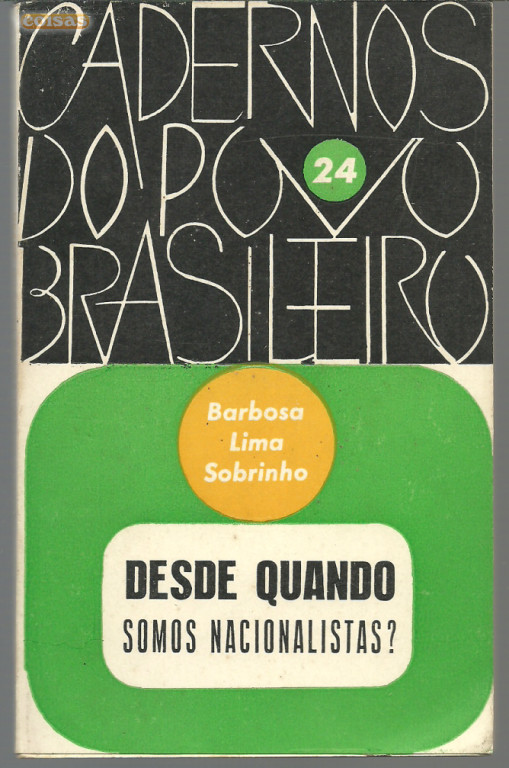 coisas
CADERNOS
DO POVO
24
BRASILEIRO
Barbosa
Lima
Sobrinho
DESDE QUANDO
SOMOS NACIONALISTAS?